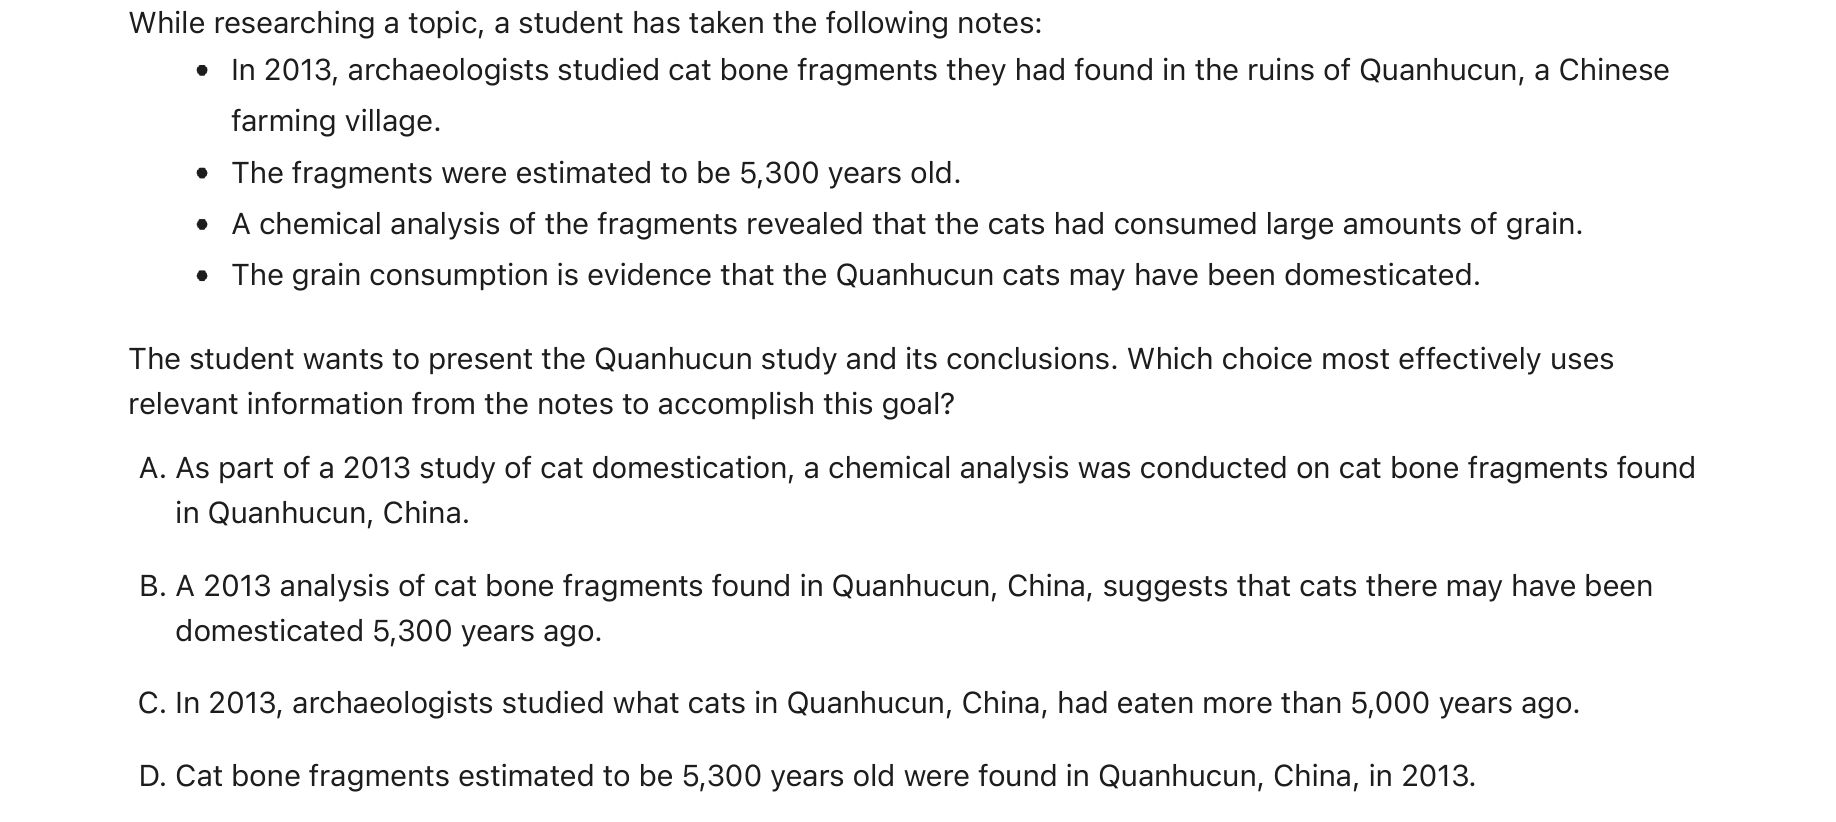 While researching a topic, a student has taken the following notes:
• In 2013, archaeologists studied cat bone fragments they had found in the ruins of Quanhucun, a Chinese
farming village.
• The fragments were estimated to be 5,300 years old.
• A chemical analysis of the fragments revealed that the cats had consumed large amounts of grain.
• The grain consumption is evidence that the Quanhucun cats may have been domesticated.
The student wants to present the Quanhucun study and its conclusions. Which choice most effectively uses
relevant information from the notes to accomplish this goal?
A. As part of a 2013 study of cat domestication, a chemical analysis was conducted on cat bone fragments found
in Quanhucun, China.
B. A 2013 analysis of cat bone fragments found in Quanhucun, China, suggests that cats there may have been
domesticated 5,300 years ago.
C. In 2013, archaeologists studied what cats in Quanhucun, China, had eaten more than 5,000 years ago.
D. Cat bone fragments estimated to be 5,300 years old were found in Quanhucun, China, in 2013.